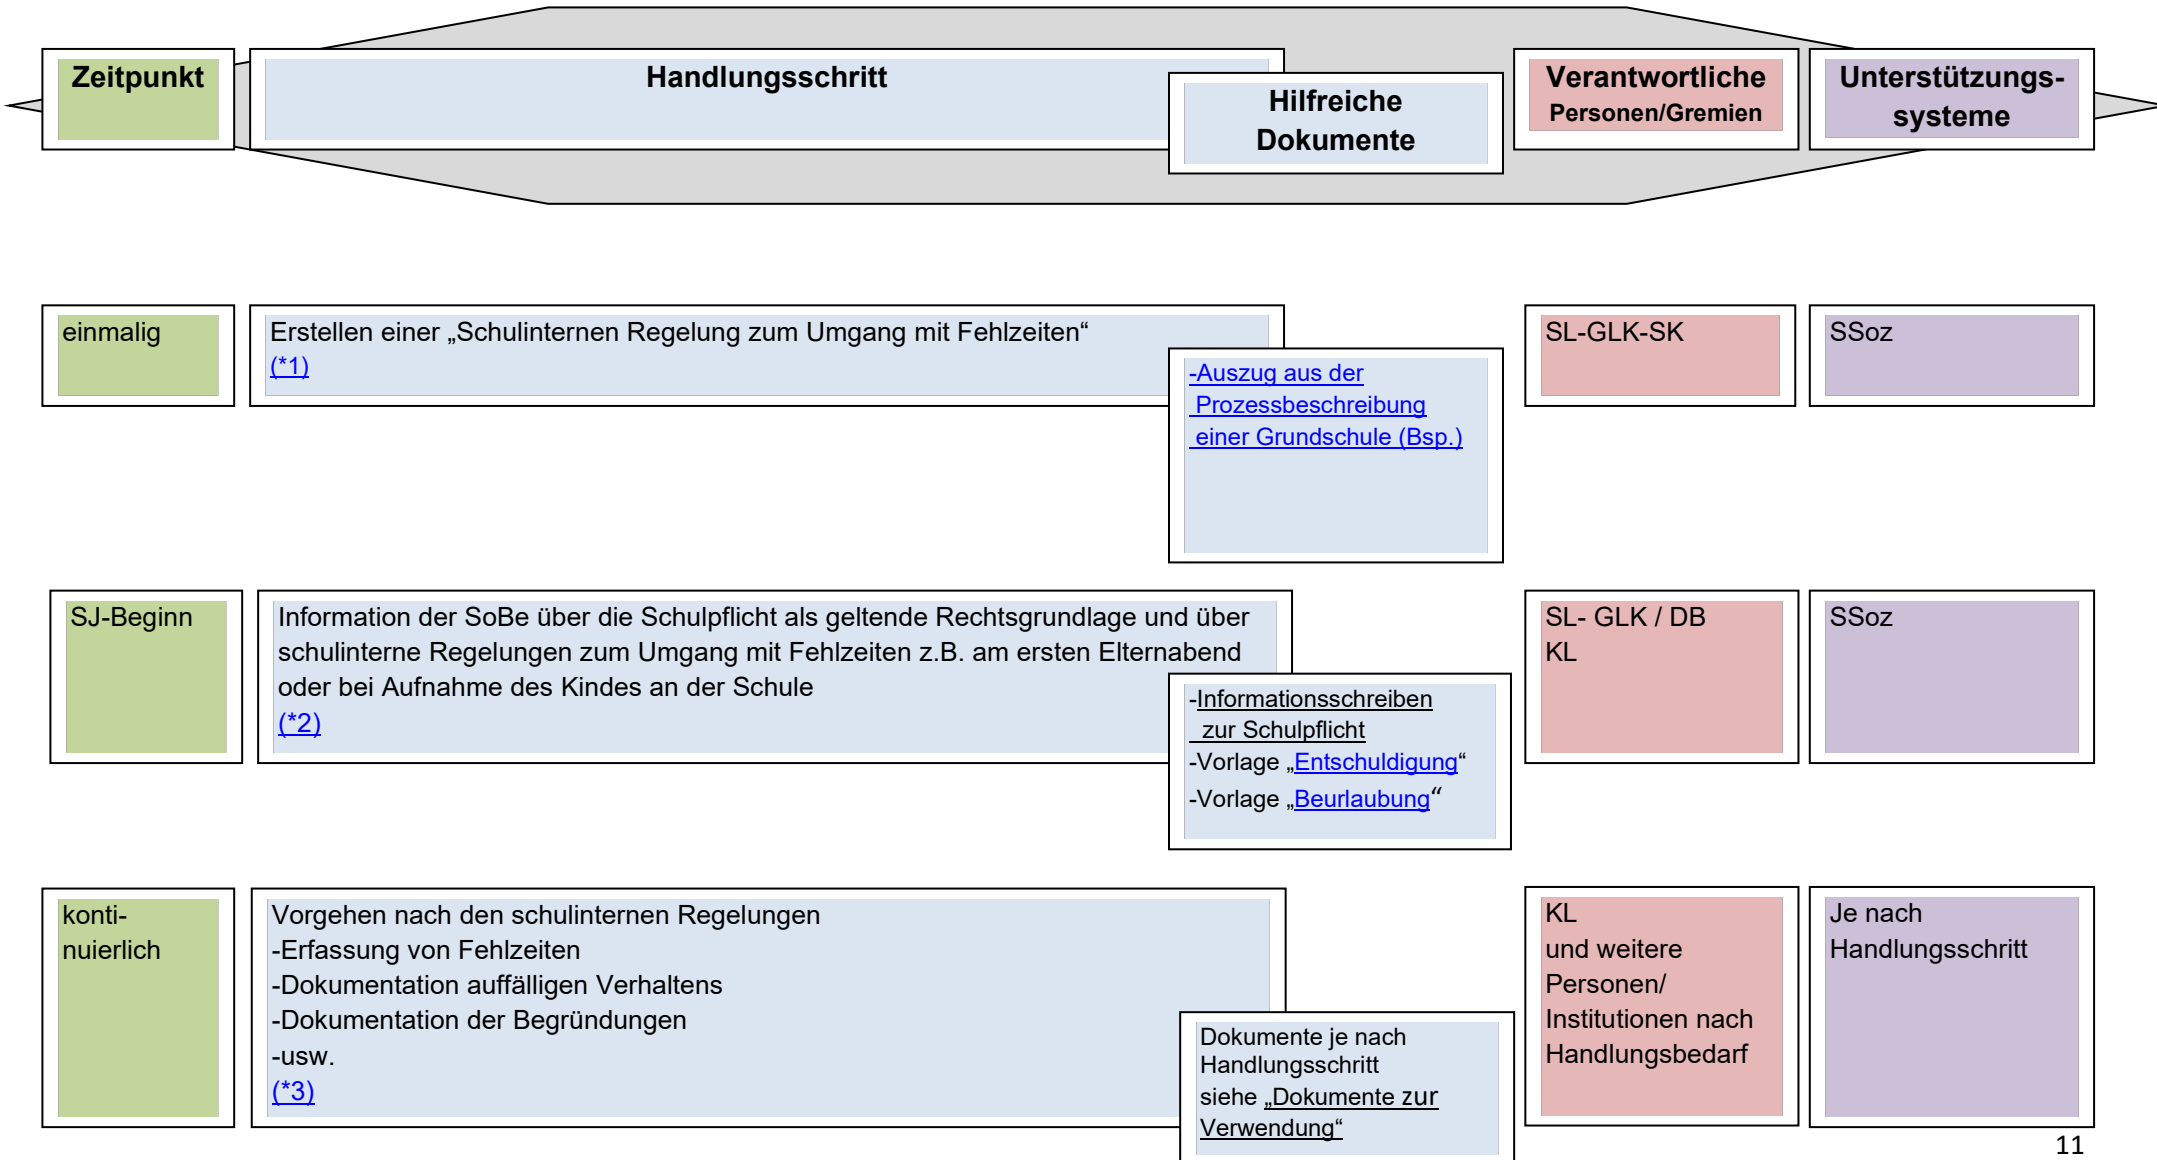 Zeitpunkt
Handlungsschritt
Hilfreiche
Dokumente
Verantwortliche
Personen/Gremien
Unterstützungs-
systeme
einmalig
Erstellen einer „Schulinternen Regelung zum Umgang mit Fehlzeiten“
(*1)
-Auszug aus der
Prozessbeschreibung
einer Grundschule (Bsp.)
SL-GLK-SK
SSoz
SJ-Beginn
Information der SoBe über die Schulpflicht als geltende Rechtsgrundlage und über
schulinterne Regelungen zum Umgang mit Fehlzeiten z.B. am ersten Elternabend
oder bei Aufnahme des Kindes an der Schule
(*2)
-Informationsschreiben
zur Schulpflicht
-Vorlage „Entschuldigung“
-Vorlage „Beurlaubung“
SL- GLK / DB
KL
SSoz
konti-
nuierlich
Vorgehen nach den schulinternen Regelungen
-Erfassung von Fehlzeiten
-Dokumentation auffälligen Verhaltens
-Dokumentation der Begründungen
-usw.
(*3)
Dokumente je nach
Handlungsschritt
siehe „Dokumente zur
Verwendung“
KL
und weitere
Personen/
Institutionen nach
Handlungsbedarf
Je nach
Handlungsschritt
11